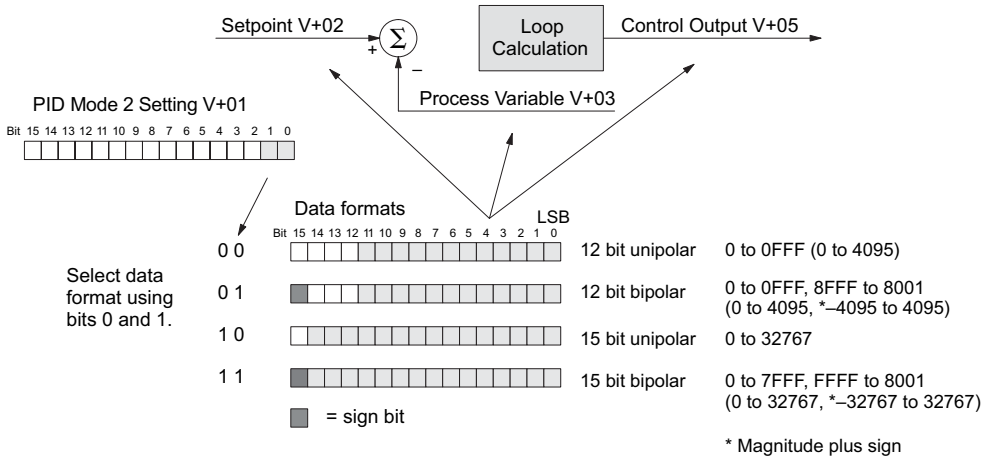 Setpoint V+02
+
Σ
−
Loop
Calculation
Control Output V+05
Process Variable V+03
PID Mode 2 Setting V+01
Bit 15 14 13 12 11 10 9 8 7 6 5 4 3 2 1 0
Data formats
LSB
Bit 15 14 13 12 11 10 9 8 7 6 5 4 3 2 1 0
Select data
format using
bits 0 and 1.
0 0
12 bit unipolar
0 to 0FFF (0 to 4095)
0 1
12 bit bipolar
0 to 0FFF, 8FFF to 8001
(0 to 4095, *–4095 to 4095)
1 0
15 bit unipolar
0 to 32767
1 1
15 bit bipolar
0 to 7FFF, FFFF to 8001
(0 to 32767, *–32767 to 32767)
= sign bit
* Magnitude plus sign